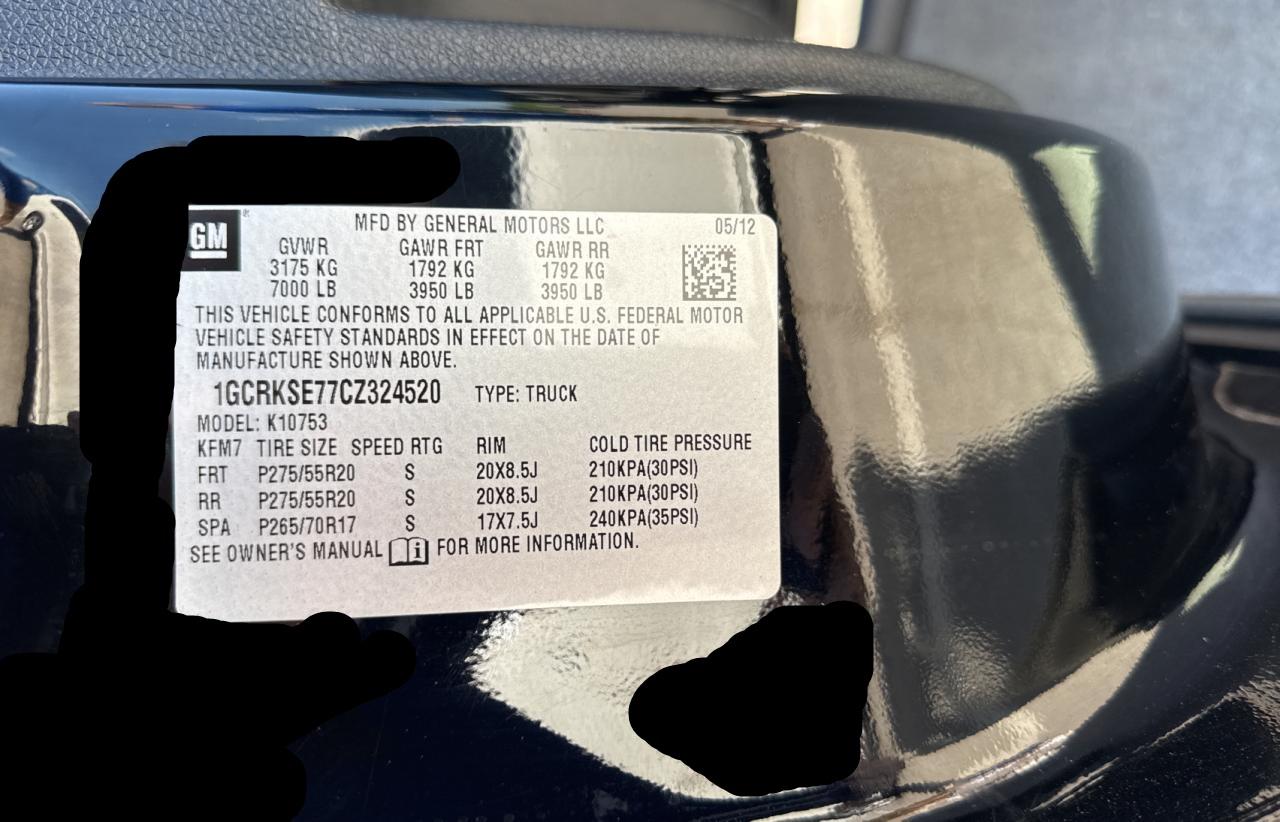 GM
MFD BY GENERAL MOTORS LLC 05/12
GVWR GAWR FRT GAWR RR
3175 KG 1792 KG 1792 KG
7000 LB 3950 LB 3950 LB
THIS VEHICLE CONFORMS TO ALL APPLICABLE U.S. FEDERAL MOTOR
VEHICLE SAFETY STANDARDS IN EFFECT ON THE DATE OF
MANUFACTURE SHOWN ABOVE.
1GCRKSE77CZ324520 TYPE: TRUCK
MODEL: K10753
KFM7 TIRE SIZE SPEED RTG RIM COLD TIRE PRESSURE
FRT P275/55R20 S 20X8.5J 210KPA(30PSI)
RR P275/55R20 S 20X8.5J 210KPA(30PSI)
SPA P265/70R17 S 17X7.5J 240KPA(35PSI)
SEE OWNER'S MANUAL i FOR MORE INFORMATION.